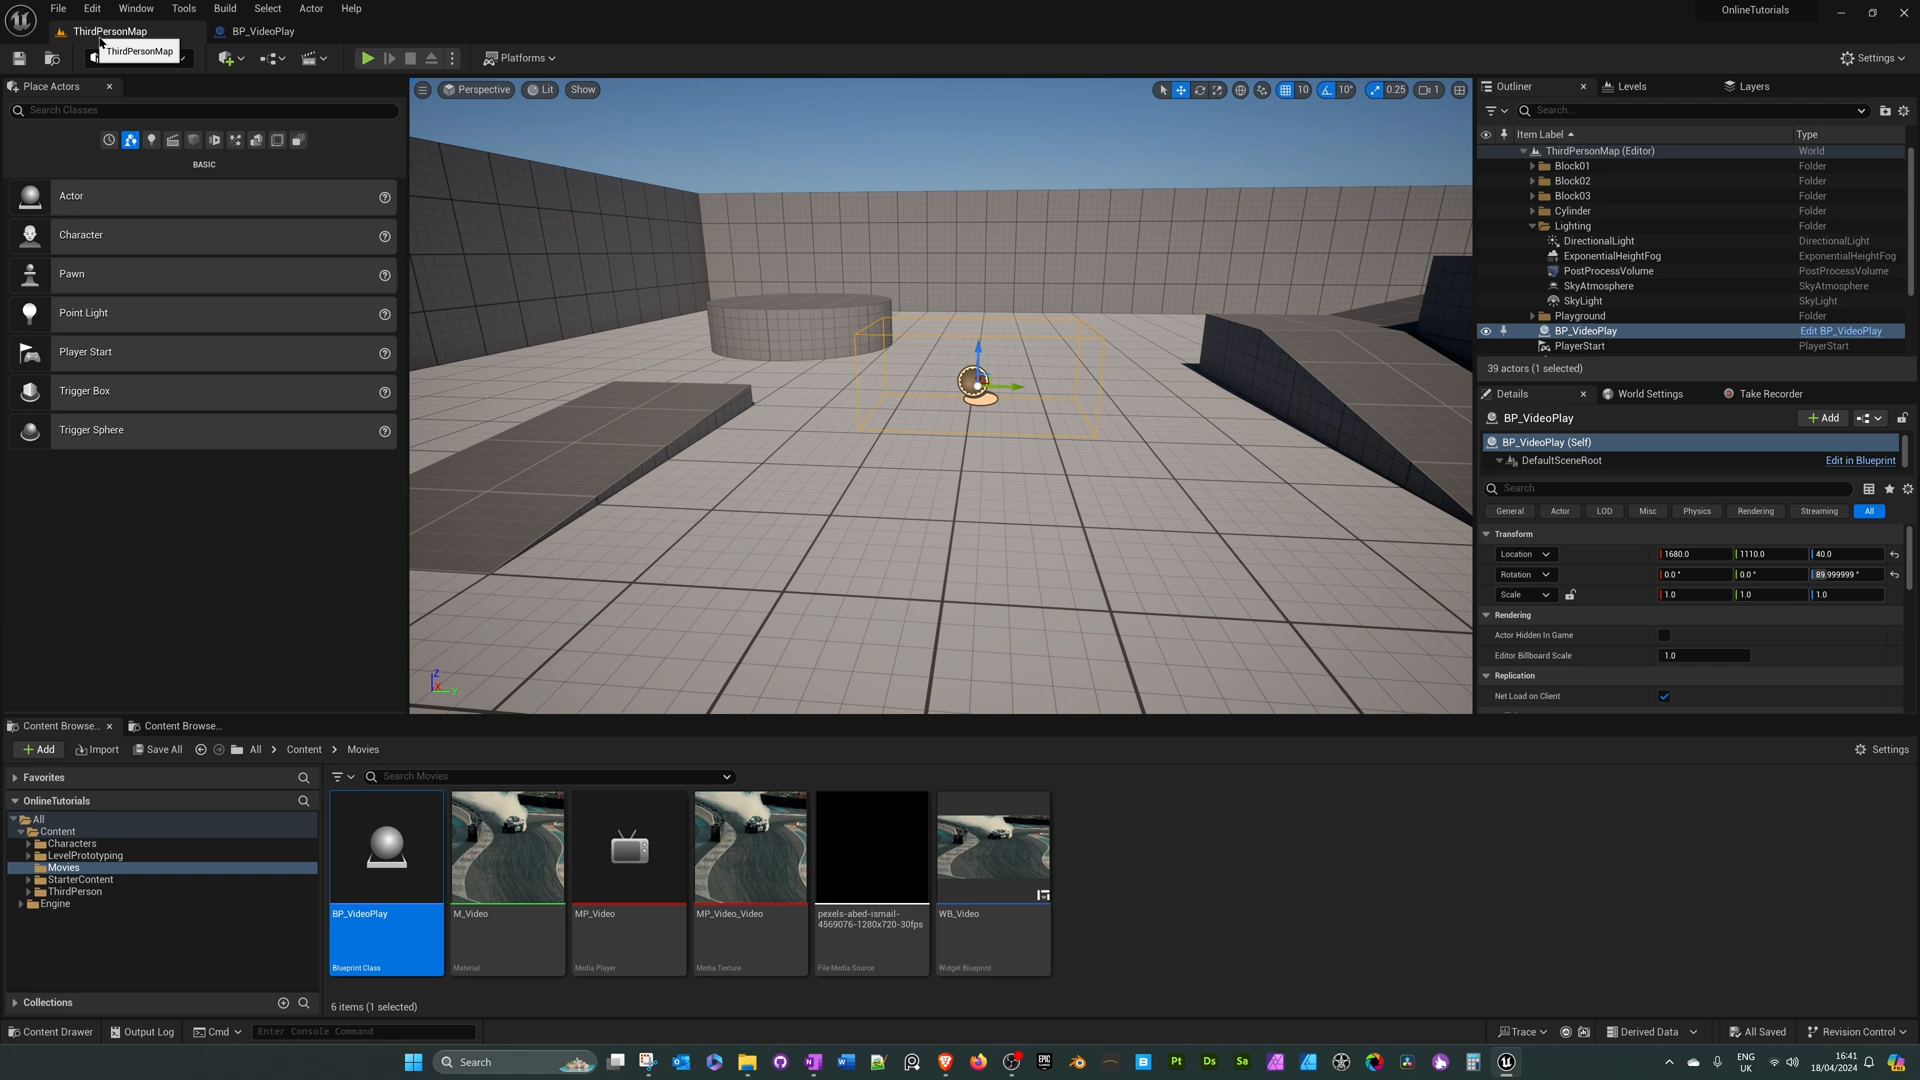 File Edit Window Tools Build Select Actor Help
OnlineTutorials
ThirdPersonMap
BP_VideoPlay
ThirdPersonMap
Platforms
Settings
Place Actors
Search Classes
BASIC
Actor
Character
Pawn
Point Light
Player Start
Trigger Box
Trigger Sphere
Perspective Lit Show
10 10° 0.25 1
Outliner Levels Layers
Search...
Item Label Type
ThirdPersonMap (Editor) World
Block01 Folder
Block02 Folder
Block03 Folder
Cylinder Folder
Lighting Folder
DirectionalLight DirectionalLight
ExponentialHeightFog ExponentialHeightFog
PostProcessVolume PostProcessVolume
SkyAtmosphere SkyAtmosphere
SkyLight SkyLight
Playground Folder
BP_VideoPlay Edit BP_VideoPlay
PlayerStart PlayerStart
39 actors (1 selected)
Details World Settings Take Recorder
BP_VideoPlay
Add
BP_VideoPlay (Self)
DefaultSceneRoot Edit in Blueprint
Search
General Actor LOD Misc Physics Rendering Streaming All
Transform
Location 1680.0 1110.0 40.0
Rotation 0.0° 0.0° 89.999999°
Scale 1.0 1.0 1.0
Rendering
Actor Hidden In Game
Editor Billboard Scale 1.0
Replication
Net Load on Client
Z
X
Y
Content Browse... Content Browse...
Add Import Save All All Content Movies
Settings
Favorites
Search Movies
OnlineTutorials
All
Content
Characters
LevelPrototyping
Movies
StarterContent
ThirdPerson
Engine
Collections
BP_VideoPlay
Blueprint Class
M_Video
Material
MP_Video
Media Player
MP_Video_Video
Media Texture
pexels-abed-ismail-
4569076-1280x720-30fps
File Media Source
WB_Video
Widget Blueprint
6 items (1 selected)
Content Drawer Output Log Cmd Enter Console Command
Trace Derived Data All Saved Revision Control
Search
EPIC
Pt Ds Sa
ENG
UK
16:41
18/04/2024